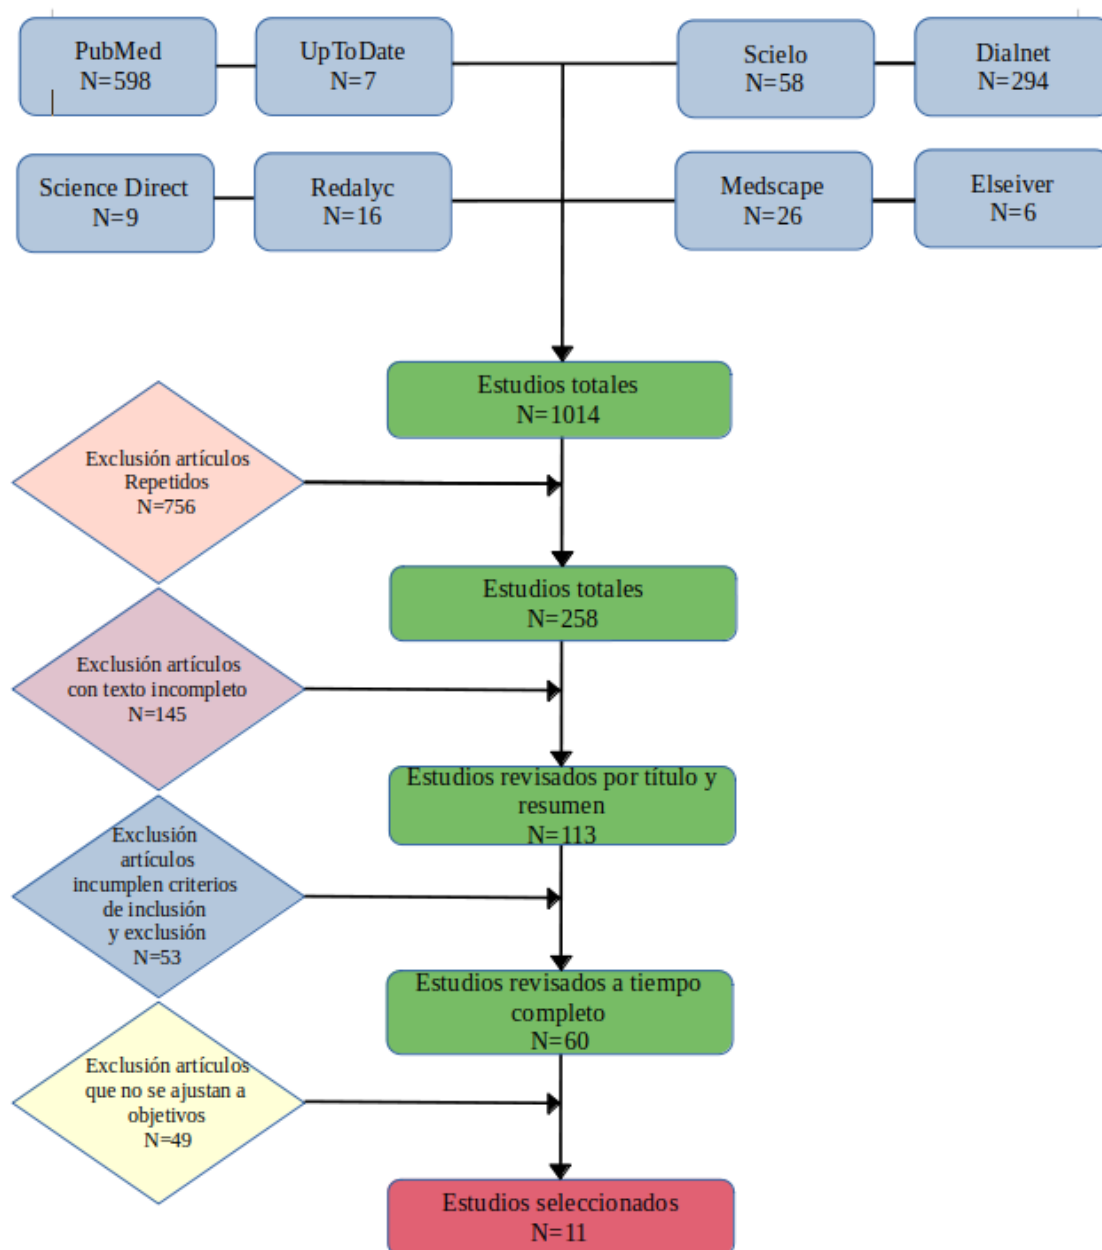 PubMed
N=598
UpToDate
N=7
Scielo
N=58
Dialnet
N=294
Science Direct
N=9
Redalyc
N=16
Medscape
N=26
Elseiver
N=6
Estudios totales
N=1014
Exclusión artículos
Repetidos
N=756
Estudios totales
N=258
Exclusión artículos
con texto incompleto
N=145
Estudios revisados por título y
resumen
N=113
Exclusión
artículos
incumplen criterios
de inclusión
y exclusión
N=53
Estudios revisados a tiempo
completo
N=60
Exclusión artículos
que no se ajustan a
objetivos
N=49
Estudios seleccionados
N=11